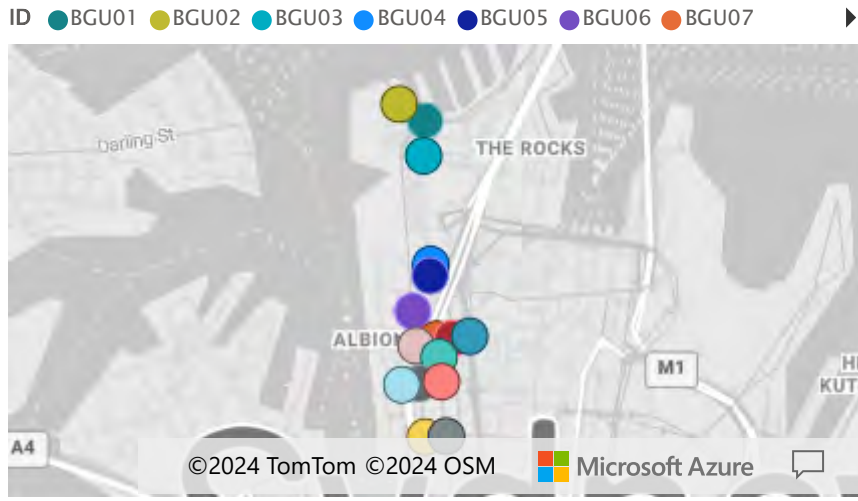 ID BGU01 BGU02 BGU03 BGU04 BGU05 BGU06 BGU07
Darling St
THE ROCKS
ALBION
M1
H
KUT
A4
©2024 TomTom ©2024 OSM Microsoft Azure